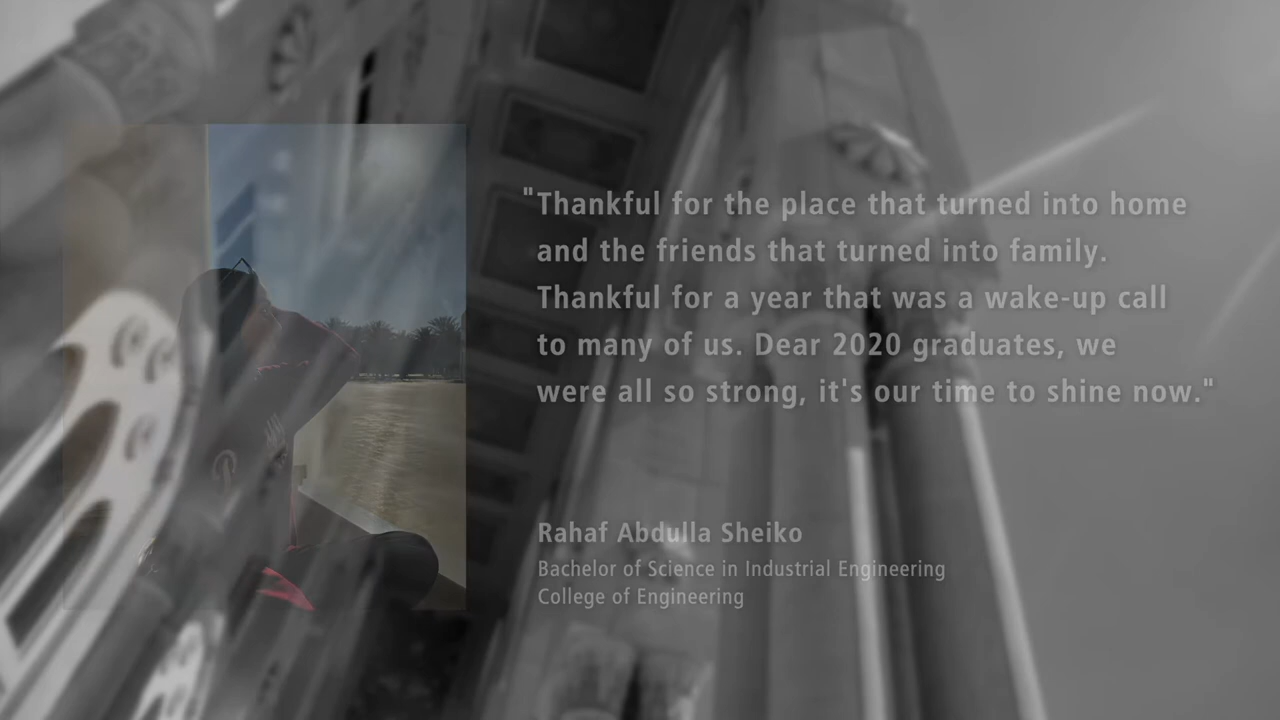 "Thankful for the place that turned into home
and the friends that turned into family.
Thankful for a year that was a wake-up call
to many of us. Dear 2020 graduates, we
were all so strong, it's our time to shine now."
Rahaf Abdulla Sheiko
Bachelor of Science in Industrial Engineering
College of Engineering